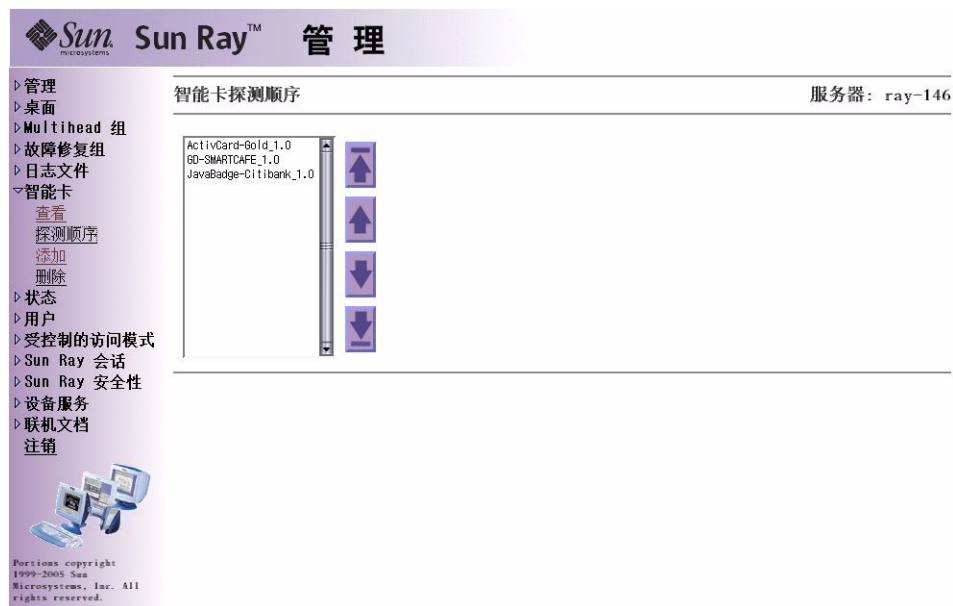 Sun microsystems Sun Ray™ 管 理
管理
桌面
Multihead 组
故障修复组
日志文件
智能卡
查看
探测顺序
添加
删除
状态
用户
受控制的访问模式
Sun Ray 会话
Sun Ray 安全性
设备服务
联机文档
注销
Portions copyright
1999-2005 Sun
Microsystems, Inc. All
rights reserved.
智能卡探测顺序 服务器: ray-146
ActivCard-Gold_1.0
GD-SMARTCAFE_1.0
JavaBadge-Citibank_1.0